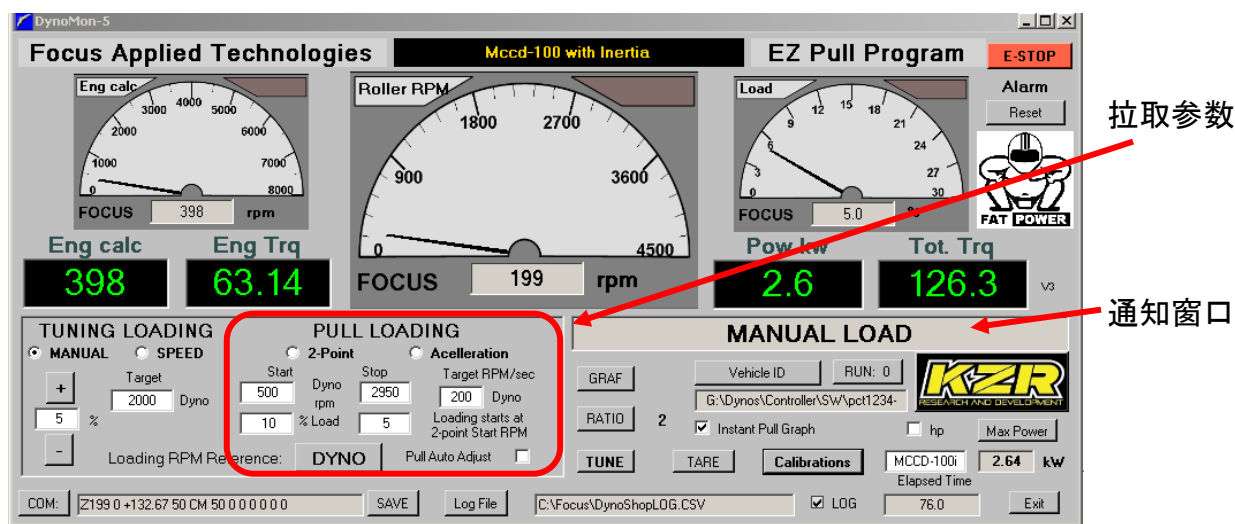 DynoMon-5
Focus Applied Technologies
Mccd-100 with Inertia
EZ Pull Program
E-STOP
Eng calc
0 1000 2000 3000 4000 5000 6000 7000 8000
FOCUS 398 rpm
Roller RPM
0 900 1800 2700 3600 4500
FOCUS 199 rpm
Load
0 3 6 9 12 15 18 21 24 27 30
FOCUS 5.0
Alarm
Reset
FAT POWER
拉取参数
Eng calc Eng Trq
398 63.14
Pow kw Tot. Trq
2.6 126.3 V3
通知窗口
TUNING LOADING
MANUAL SPEED
Target
+ 2000 Dyno
5 %
-
PULL LOADING
2-Point Acelleration
Start Stop Target RPM/sec
500 Dyno rpm 2950 200 Dyno
10 % Load 5 Loading starts at
2-point Start RPM
Loading RPM Reference: DYNO Pull Auto Adjust
MANUAL LOAD
GRAF Vehicle ID RUN: 0
G:\Dynos\Controller\SW\pct1234-
KZR
RESEARCH AND DEVELOPMENT
RATIO 2 Instant Pull Graph hp Max Power
TUNE TARE Calibrations MCCD-100i 2.64 kW
Elapsed Time
COM: Z199 0 +132.67 50 CM 50 0 0 0 0 0 0 SAVE Log File C:\Focus\DynoShopLOG.CSV LOG 76.0 Exit